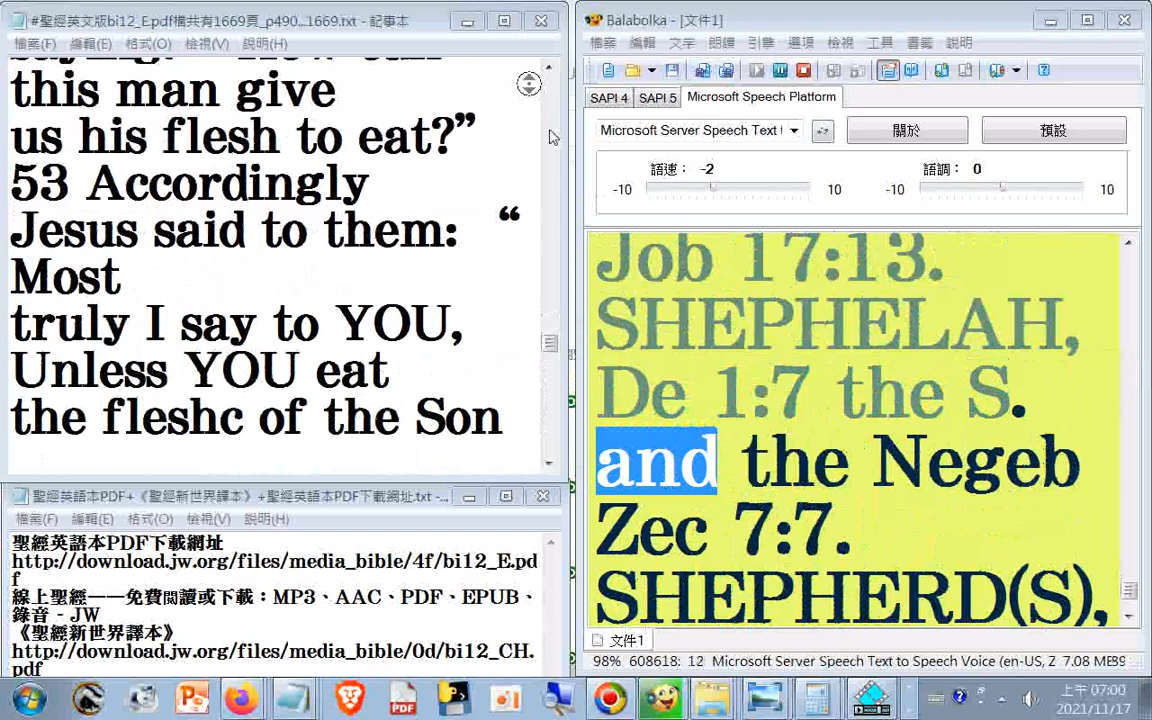 #聖經英文版bi12_E.pdf橫共有1669頁_p490,..1669.txt - 記事本
檔案(F) 編輯(E) 格式(O) 檢視(V) 說明(H)
this man give
us his flesh to eat?”
53 Accordingly
Jesus said to them: “
Most
truly I say to YOU,
Unless YOU eat
the fleshc of the Son
聖經英語本PDF+《聖經新世界譯本》+聖經英語本PDF下載網址.txt -...
檔案(F) 編輯(E) 格式(O) 檢視(V) 說明(H)
聖經英語本PDF下載網址
http://download.jw.org/files/media_bible/4f/bi12_E.pd
f
線上聖經——免費閱讀或下載：MP3、AAC、PDF、EPUB、
錄音 - JW
《聖經新世界譯本》
http://download.jw.org/files/media_bible/0d/bi12_CH.
pdf
Balabolka - [文件1]
檔案 編輯 文字 朗讀 引擎 選項 檢視 工具 書籤 說明
SAPI 4 SAPI 5 Microsoft Speech Platform
Microsoft Server Speech Text 關於 預設
語速： -2 語調： 0
-10 10 -10 10
Job 17:13.
SHEPHELAH,
De 1:7 the S.
and the Negeb
Zec 7:7.
SHEPHERD(S),
文件1
98% 608618: 12 Microsoft Server Speech Text to Speech Voice (en-US, Z 7.08 MB
上午 07:00
2021/11/17